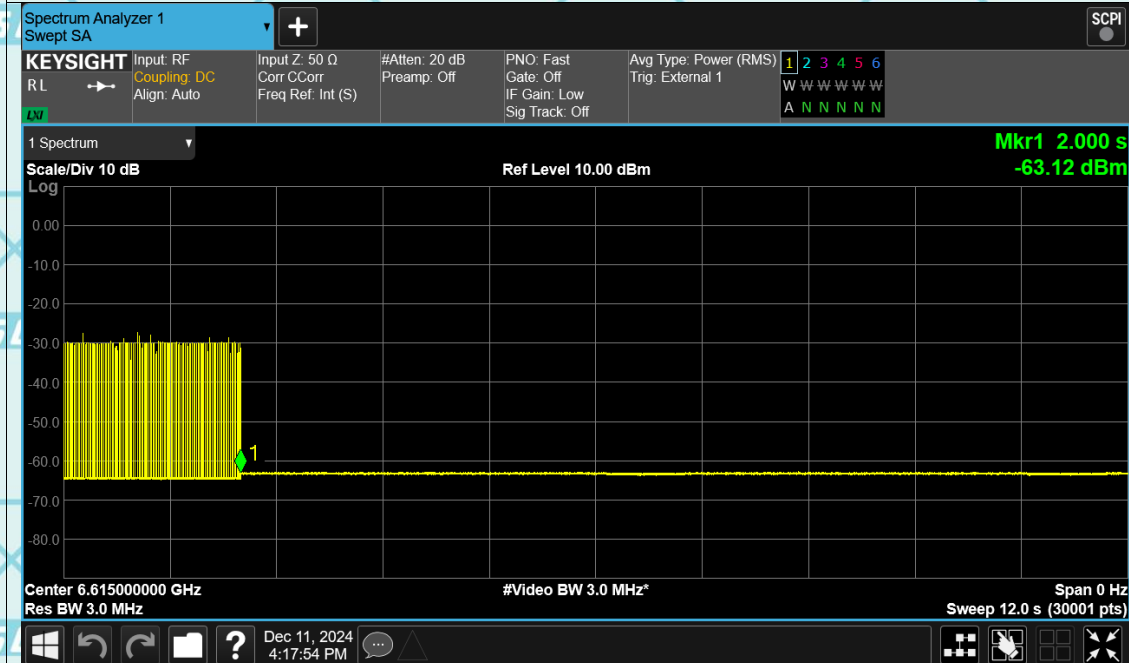 Spectrum Analyzer 1
Swept SA
+
SCPI
KEYSIGHT
R L
LXI
Input: RF
Coupling: DC
Align: Auto
Input Z: 50 Ω
Corr CCorr
Freq Ref: Int (S)
#Atten: 20 dB
Preamp: Off
PNO: Fast
Gate: Off
IF Gain: Low
Sig Track: Off
Avg Type: Power (RMS)
Trig: External 1
1 2 3 4 5 6
W W W W W W
A N N N N N
1 Spectrum
Mkr1 2.000 s
Scale/Div 10 dB
Ref Level 10.00 dBm
-63.12 dBm
Log
0.00
-10.0
-20.0
-30.0
-40.0
-50.0
1
-60.0
-70.0
-80.0
Center 6.615000000 GHz
#Video BW 3.0 MHz*
Span 0 Hz
Res BW 3.0 MHz
Sweep 12.0 s (30001 pts)
?
Dec 11, 2024
4:17:54 PM